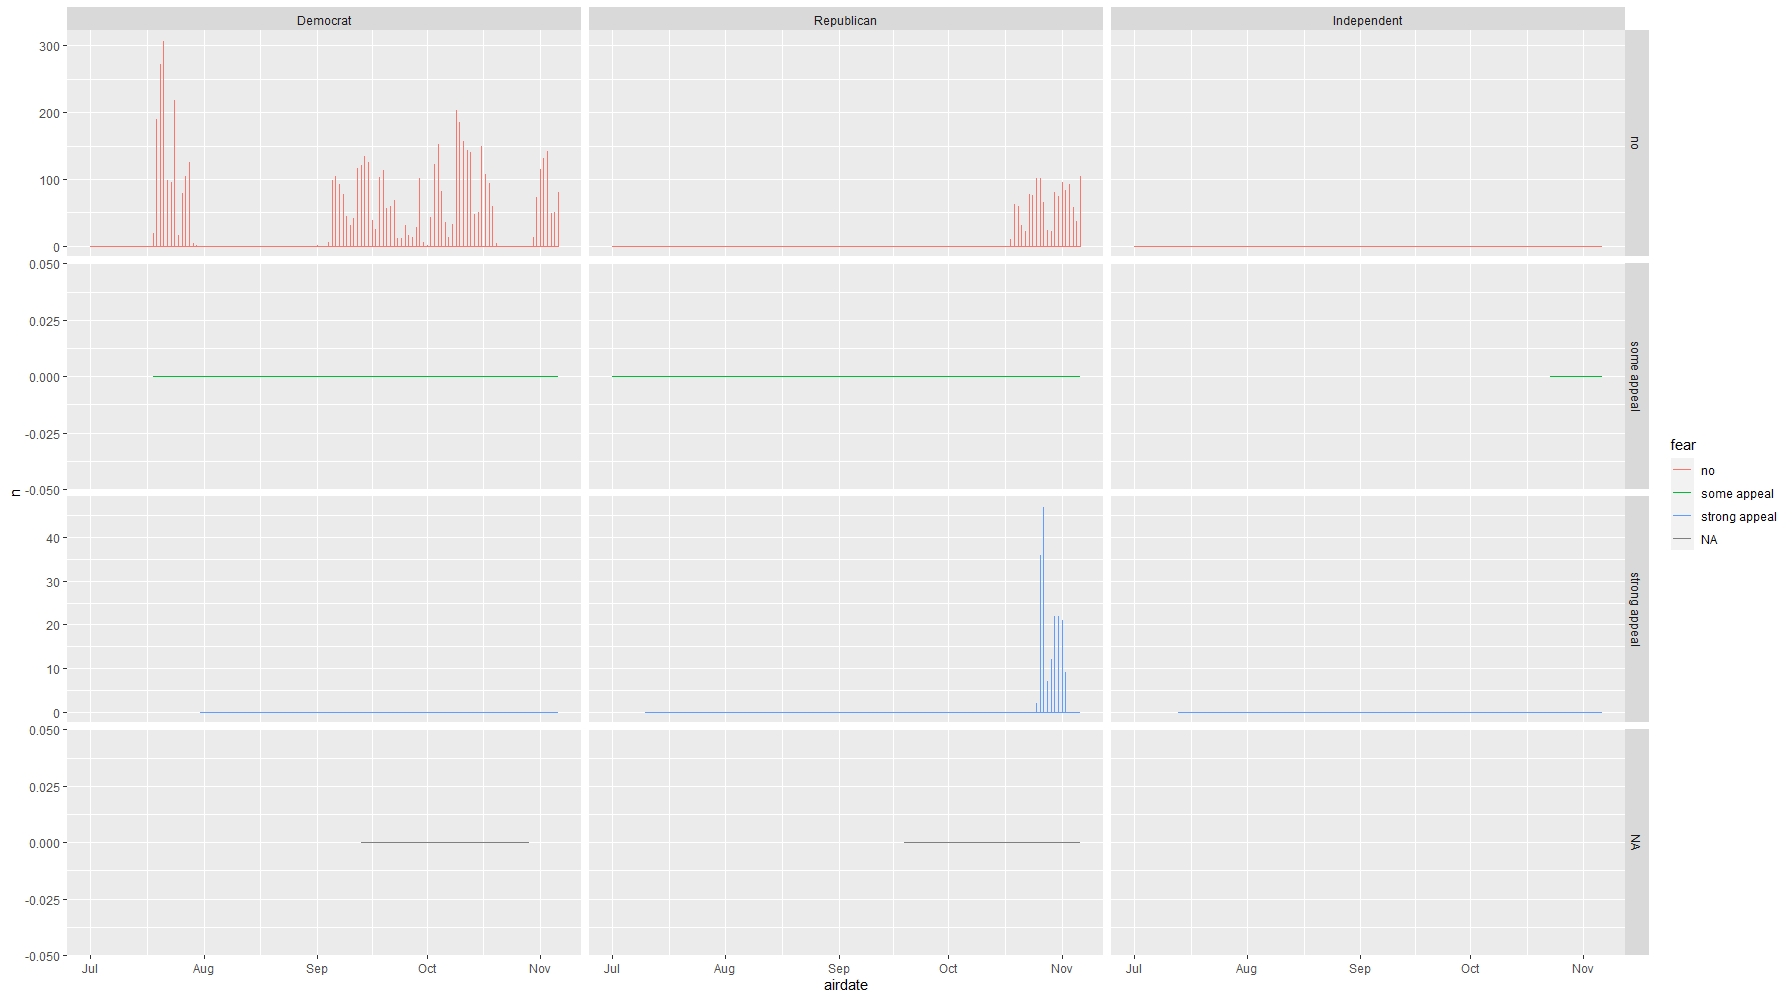 Democrat
Republican
Independent
300
200
100
0
no
0.050
0.025
0.000
-0.025
-0.050
some appeal
n
40
30
20
10
0
strong appeal
0.050
0.025
0.000
-0.025
-0.050
NA
Jul Aug Sep Oct Nov
Jul Aug Sep Oct Nov
Jul Aug Sep Oct Nov
airdate
fear
no
some appeal
strong appeal
NA